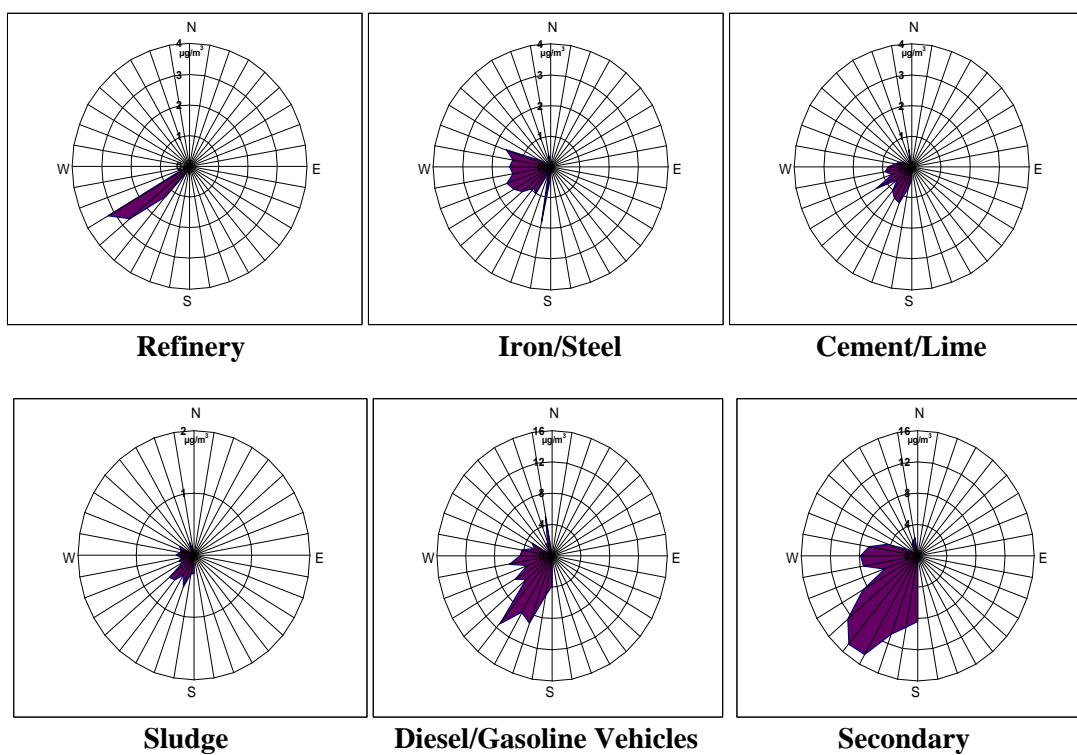 N
4
µg/m³
3
2
1
0
W
E
S
Refinery
N
4
µg/m³
3
2
1
W
E
S
Iron/Steel
N
4
µg/m³
3
2
1
W
E
S
Cement/Lime
N
2
µg/m³
1
W
E
S
Sludge
N
16
µg/m³
12
8
4
W
E
S
Diesel/Gasoline Vehicles
N
16
µg/m³
12
8
4
W
E
S
Secondary